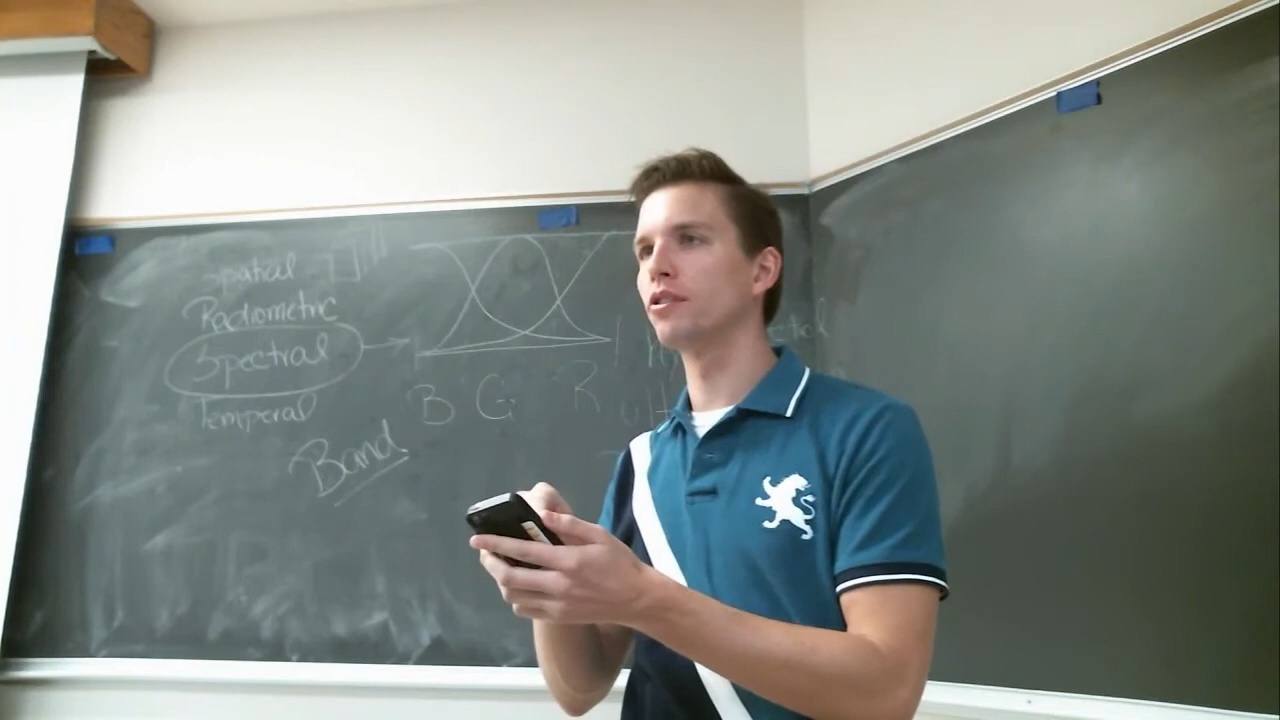 Spatial
Radiometric
Spectral
Temporal
Band
B G R